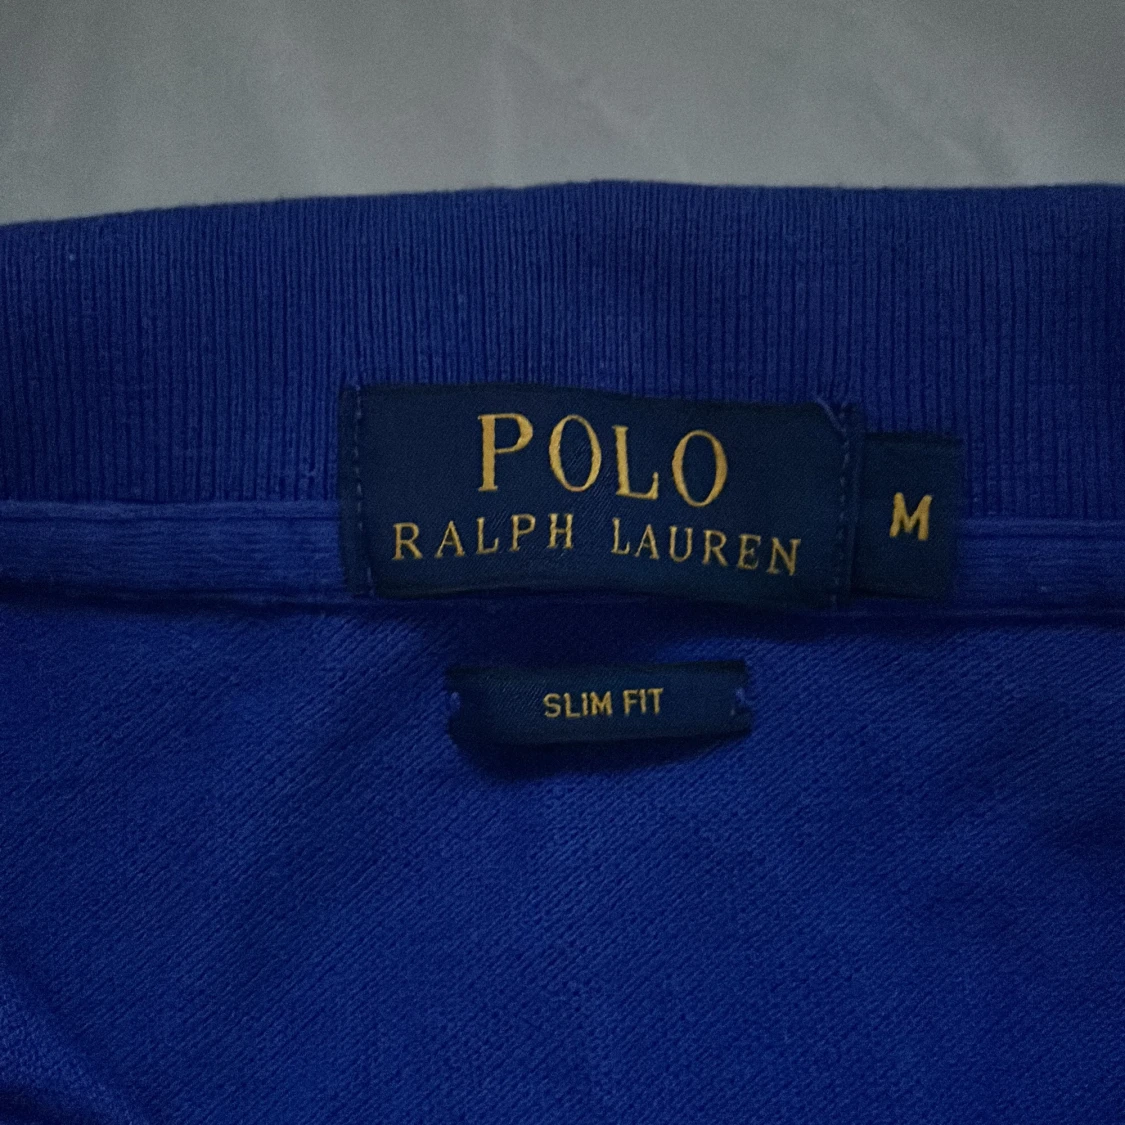 POLO
RALPH LAUREN
M
SLIM FIT